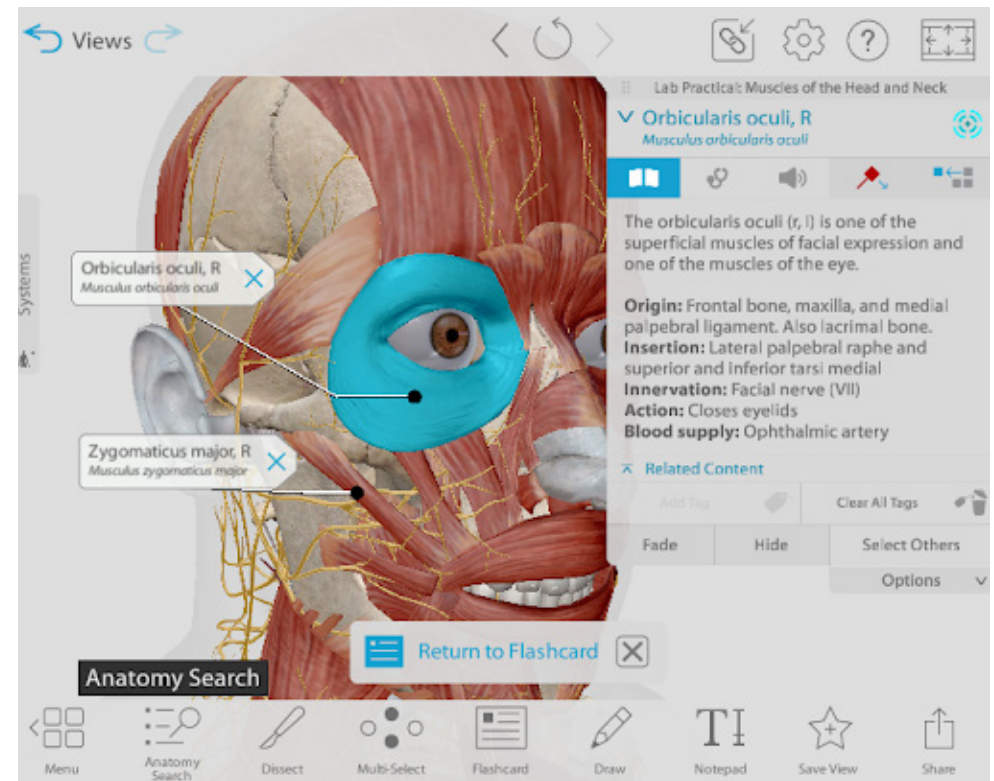 Views
Lab Practical: Muscles of the Head and Neck
Orbicularis oculi, R
Musculus orbicularis oculi
The orbicularis oculi (r, l) is one of the
superficial muscles of facial expression and
one of the muscles of the eye.
Origin: Frontal bone, maxilla, and medial
palpebral ligament. Also lacrimal bone.
Insertion: Lateral palpebral raphe and
superior and inferior tarsi medial
Innervation: Facial nerve (VII)
Action: Closes eyelids
Blood supply: Ophthalmic artery
Related Content
Add Tag
Clear All Tags
Fade
Hide
Select Others
Options
Systems
Orbicularis oculi, R
Musculus orbicularis oculi
Zygomaticus major, R
Musculus zygomaticus major
Return to Flashcard
Anatomy Search
Menu
Anatomy
Search
Dissect
Multi-Select
Flashcard
Draw
Notepad
Save View
Share